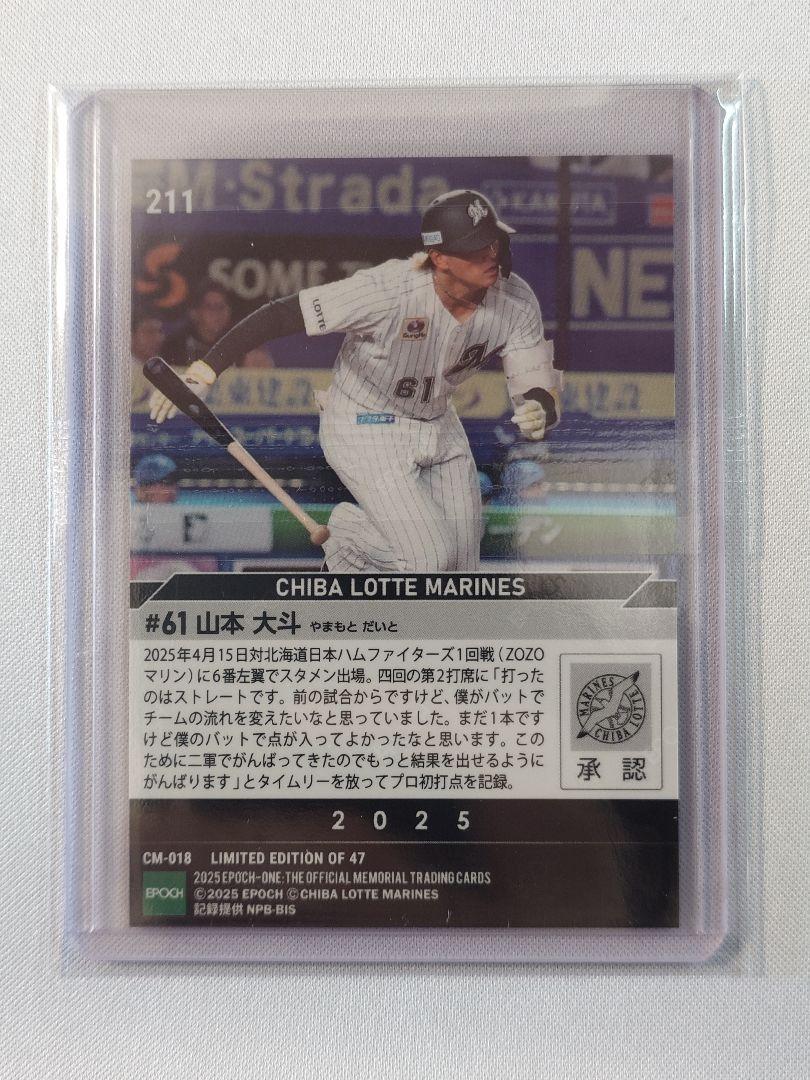 211
M・Strada
KAKUTA
SOME
NE
LOTTE
GungHo
61
東建設
建設
CHIBA LOTTE MARINES
#61 山本 大斗 やまもと だいと
2025年4月15日対北海道日本ハムファイターズ1回戦（ZOZO
マリン）に6番左翼でスタメン出場。四回の第2打席に「打った
のはストレートです。前の試合からですけど、僕がバットで
チームの流れを変えたいなと思っていました。まだ1本です
けど僕のバットで点が入ってよかったなと思います。この
ために二軍でがんばってきたのでもっと結果を出せるように
がんばります」とタイムリーを放ってプロ初打点を記録。
MARINES
CHIBA LOTTE
承 認
2 0 2 5
CM-018 LIMITED EDITION OF 47
2025 EPOCH-ONE:THE OFFICIAL MEMORIAL TRADING CARDS
EPOCH
©2025 EPOCH ©CHIBA LOTTE MARINES
記録提供 NPB-BIS